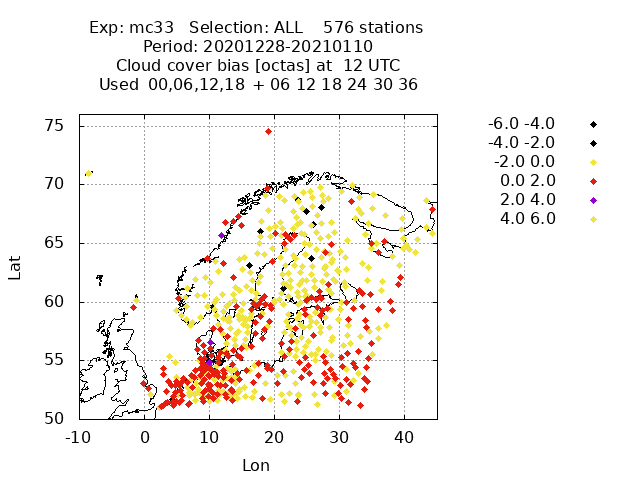 Exp: mc33 Selection: ALL 576 stations
Period: 20201228-20210110
Cloud cover bias [octas] at 12 UTC
Used 00,06,12,18 + 06 12 18 24 30 36
-6.0 -4.0
-4.0 -2.0
-2.0 0.0
0.0 2.0
2.0 4.0
4.0 6.0
75
70
65
60
55
50
Lat
-10 0 10 20 30 40
Lon